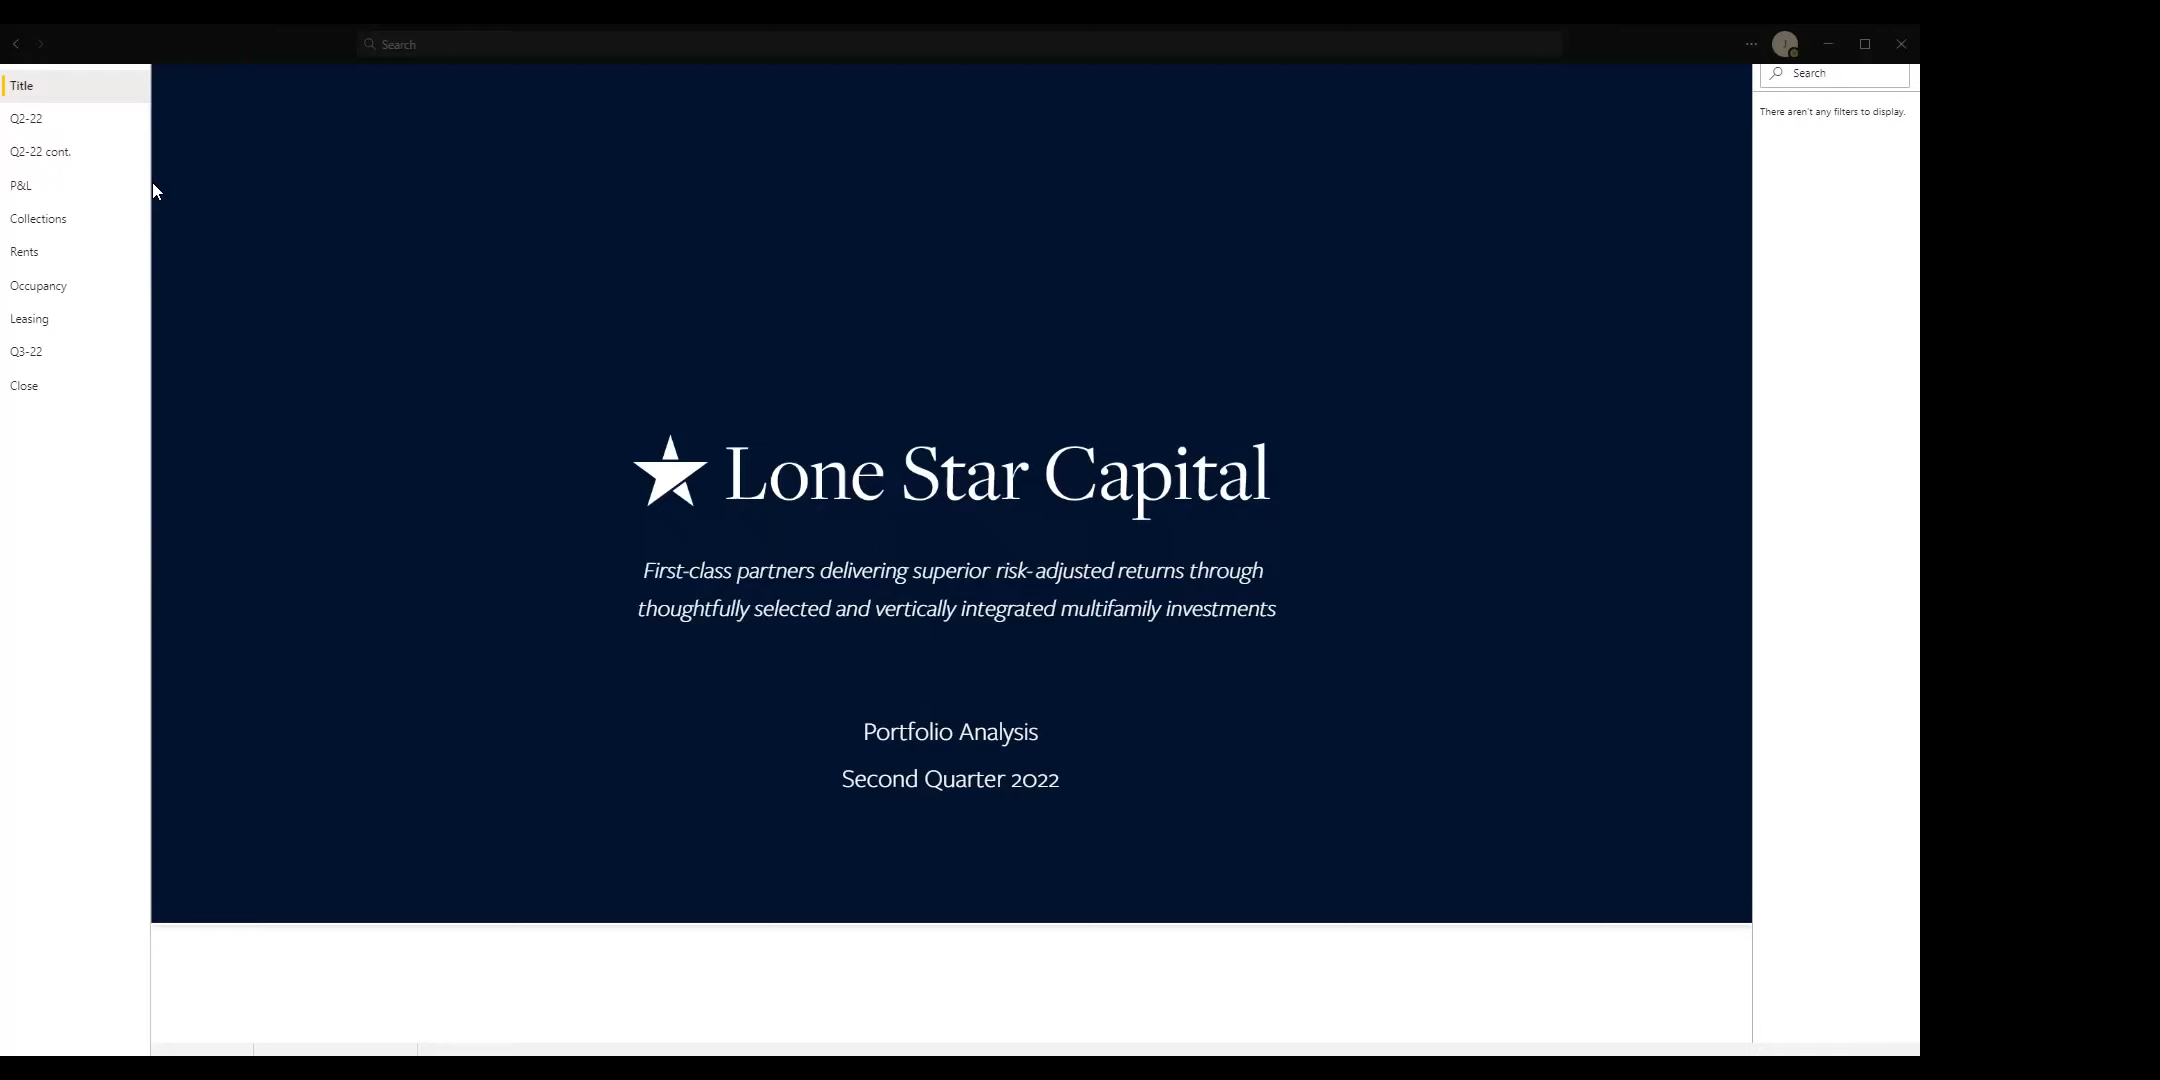 Search
J
Title
Q2-22
Q2-22 cont.
P&L
Collections
Rents
Occupancy
Leasing
Q3-22
Close
Lone Star Capital
First-class partners delivering superior risk-adjusted returns through
thoughtfully selected and vertically integrated multifamily investments
Portfolio Analysis
Second Quarter 2022
Search
There aren't any filters to display.